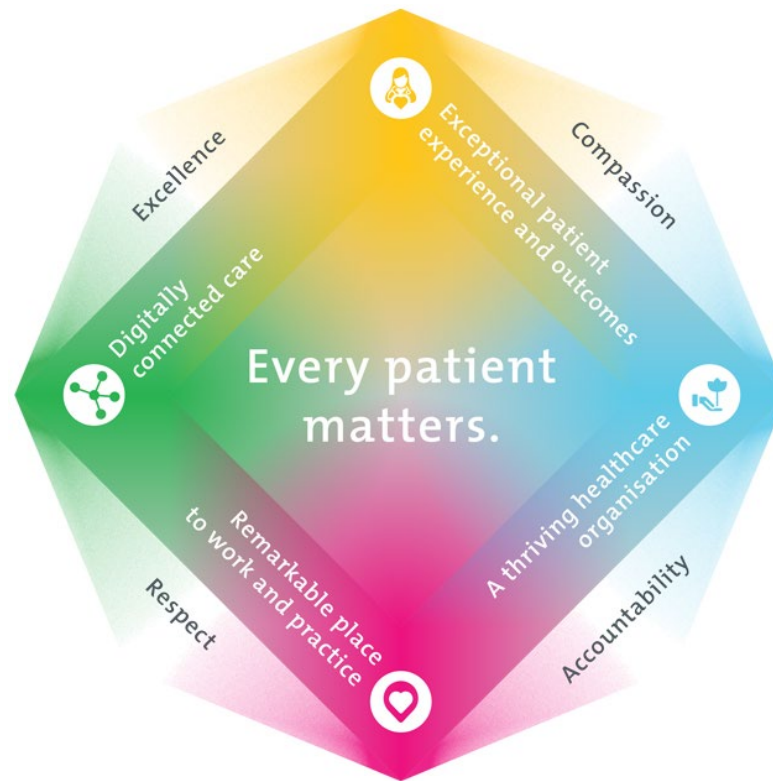 Excellence
Compassion
Exceptional patient
experience and outcomes
Digitally
connected care
Every patient
matters.
Remarkable place
to work and practice
A thriving healthcare
organisation
Respect
Accountability